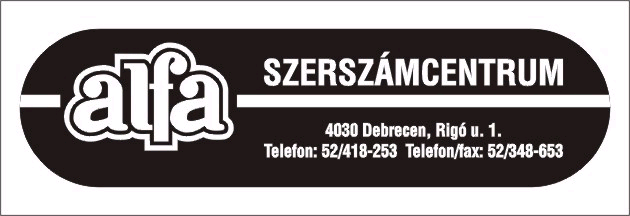 alfa
SZERSZÁMCENTRUM
4030 Debrecen, Rigó u. 1.
Telefon: 52/418-253 Telefon/fax: 52/348-653